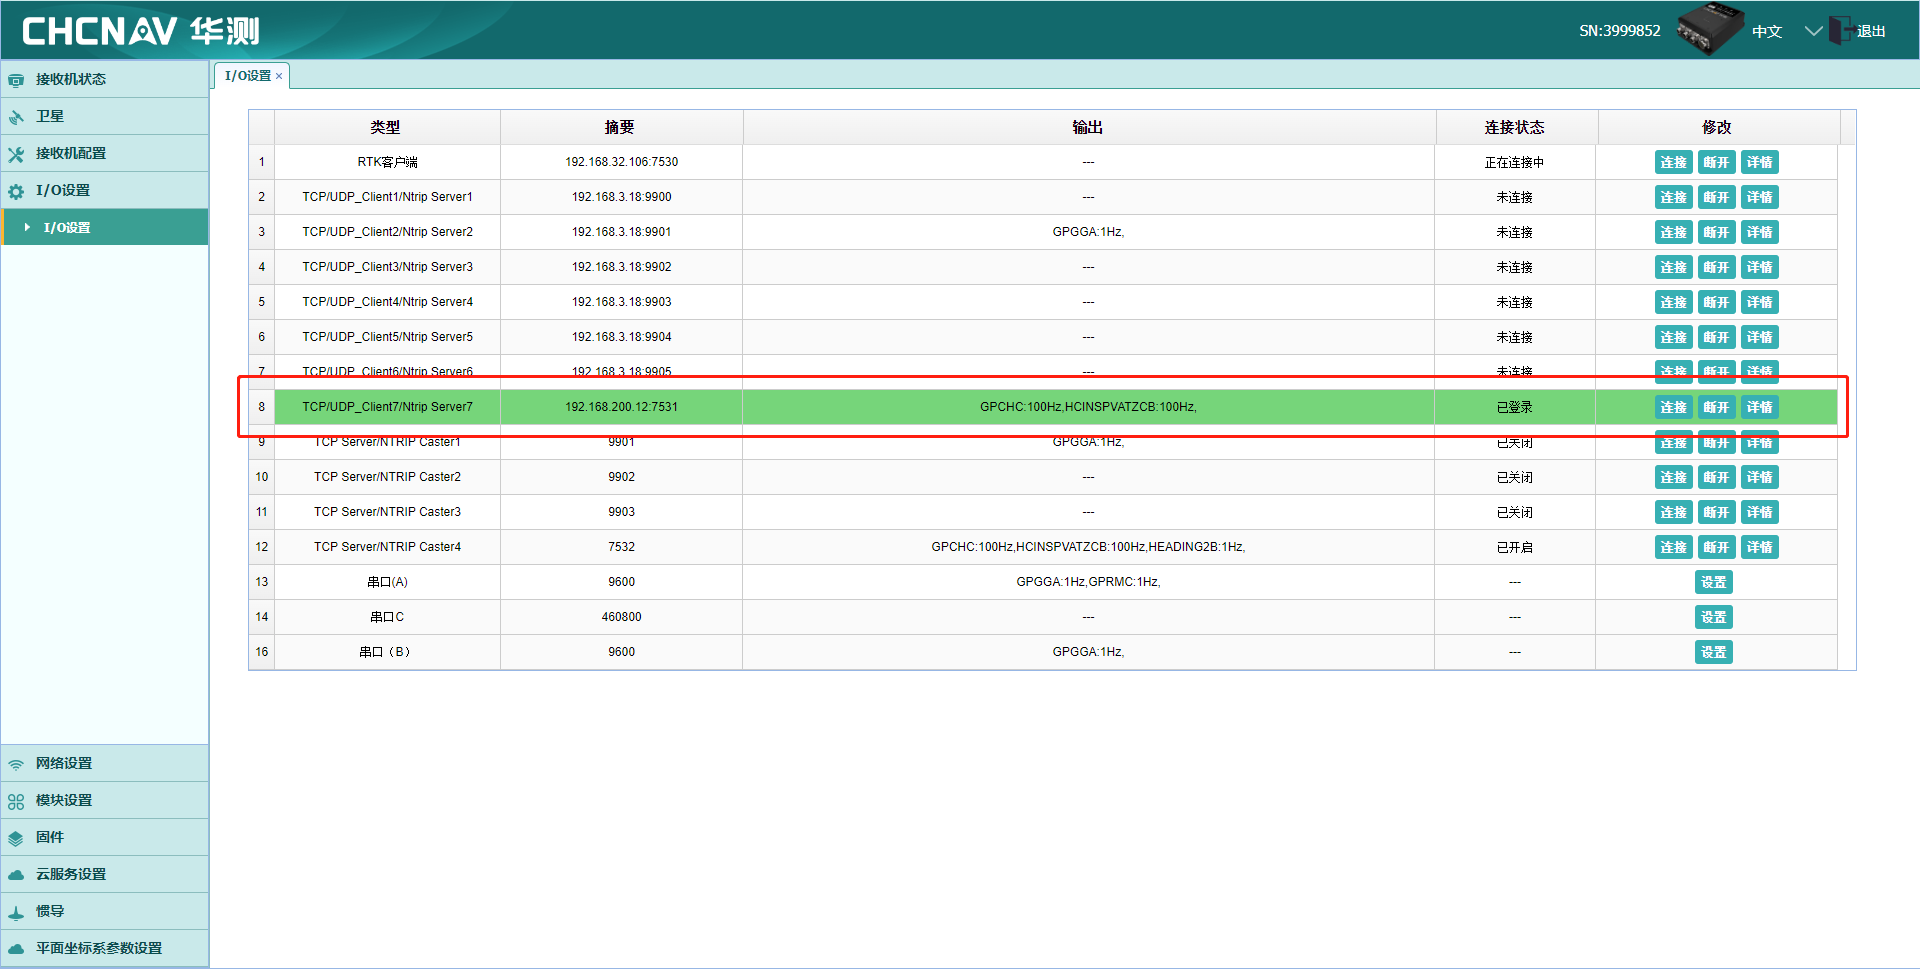 CHCNAV 华测
SN:3999852 中文 退出
接收机状态
卫星
接收机配置
I/O设置
I/O设置
网络设置
模块设置
固件
云服务设置
惯导
平面坐标系参数设置
I/O设置 ×
类型 摘要 输出 连接状态 修改
1 RTK客户端 192.168.32.106:7530 --- 正在连接中 连接 断开 详情
2 TCP/UDP_Client1/Ntrip Server1 192.168.3.18:9900 --- 未连接 连接 断开 详情
3 TCP/UDP_Client2/Ntrip Server2 192.168.3.18:9901 GPGGA:1Hz, 未连接 连接 断开 详情
4 TCP/UDP_Client3/Ntrip Server3 192.168.3.18:9902 --- 未连接 连接 断开 详情
5 TCP/UDP_Client4/Ntrip Server4 192.168.3.18:9903 --- 未连接 连接 断开 详情
6 TCP/UDP_Client5/Ntrip Server5 192.168.3.18:9904 --- 未连接 连接 断开 详情
7 TCP/UDP_Client6/Ntrip Server6 192.168.3.18:9905 --- 未连接 连接 断开 详情
8 TCP/UDP_Client7/Ntrip Server7 192.168.200.12:7531 GPCHC:100Hz,HCINSPVATZCB:100Hz, 已登录 连接 断开 详情
9 TCP Server/NTRIP Caster1 9901 GPGGA:1Hz, 已关闭 连接 断开 详情
10 TCP Server/NTRIP Caster2 9902 --- 已关闭 连接 断开 详情
11 TCP Server/NTRIP Caster3 9903 --- 已关闭 连接 断开 详情
12 TCP Server/NTRIP Caster4 7532 GPCHC:100Hz,HCINSPVATZCB:100Hz,HEADING2B:1Hz, 已开启 连接 断开 详情
13 串口(A) 9600 GPGGA:1Hz,GPRMC:1Hz, --- 设置
14 串口C 460800 --- --- 设置
16 串口（B） 9600 GPGGA:1Hz, --- 设置